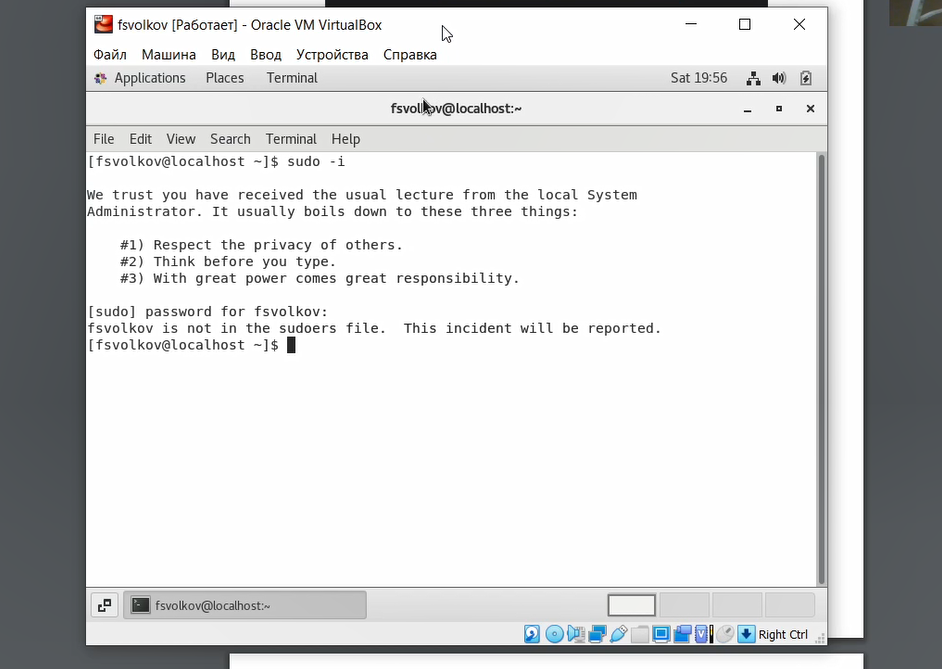 fsvolkov [Работает] - Oracle VM VirtualBox
Файл Машина Вид Ввод Устройства Справка
Applications Places Terminal Sat 19:56
fsvolkov@localhost:~
File Edit View Search Terminal Help
[fsvolkov@localhost ~]$ sudo -i
We trust you have received the usual lecture from the local System
Administrator. It usually boils down to these three things:
#1) Respect the privacy of others.
#2) Think before you type.
#3) With great power comes great responsibility.
[sudo] password for fsvolkov:
fsvolkov is not in the sudoers file.  This incident will be reported.
[fsvolkov@localhost ~]$
fsvolkov@localhost:~
Right Ctrl